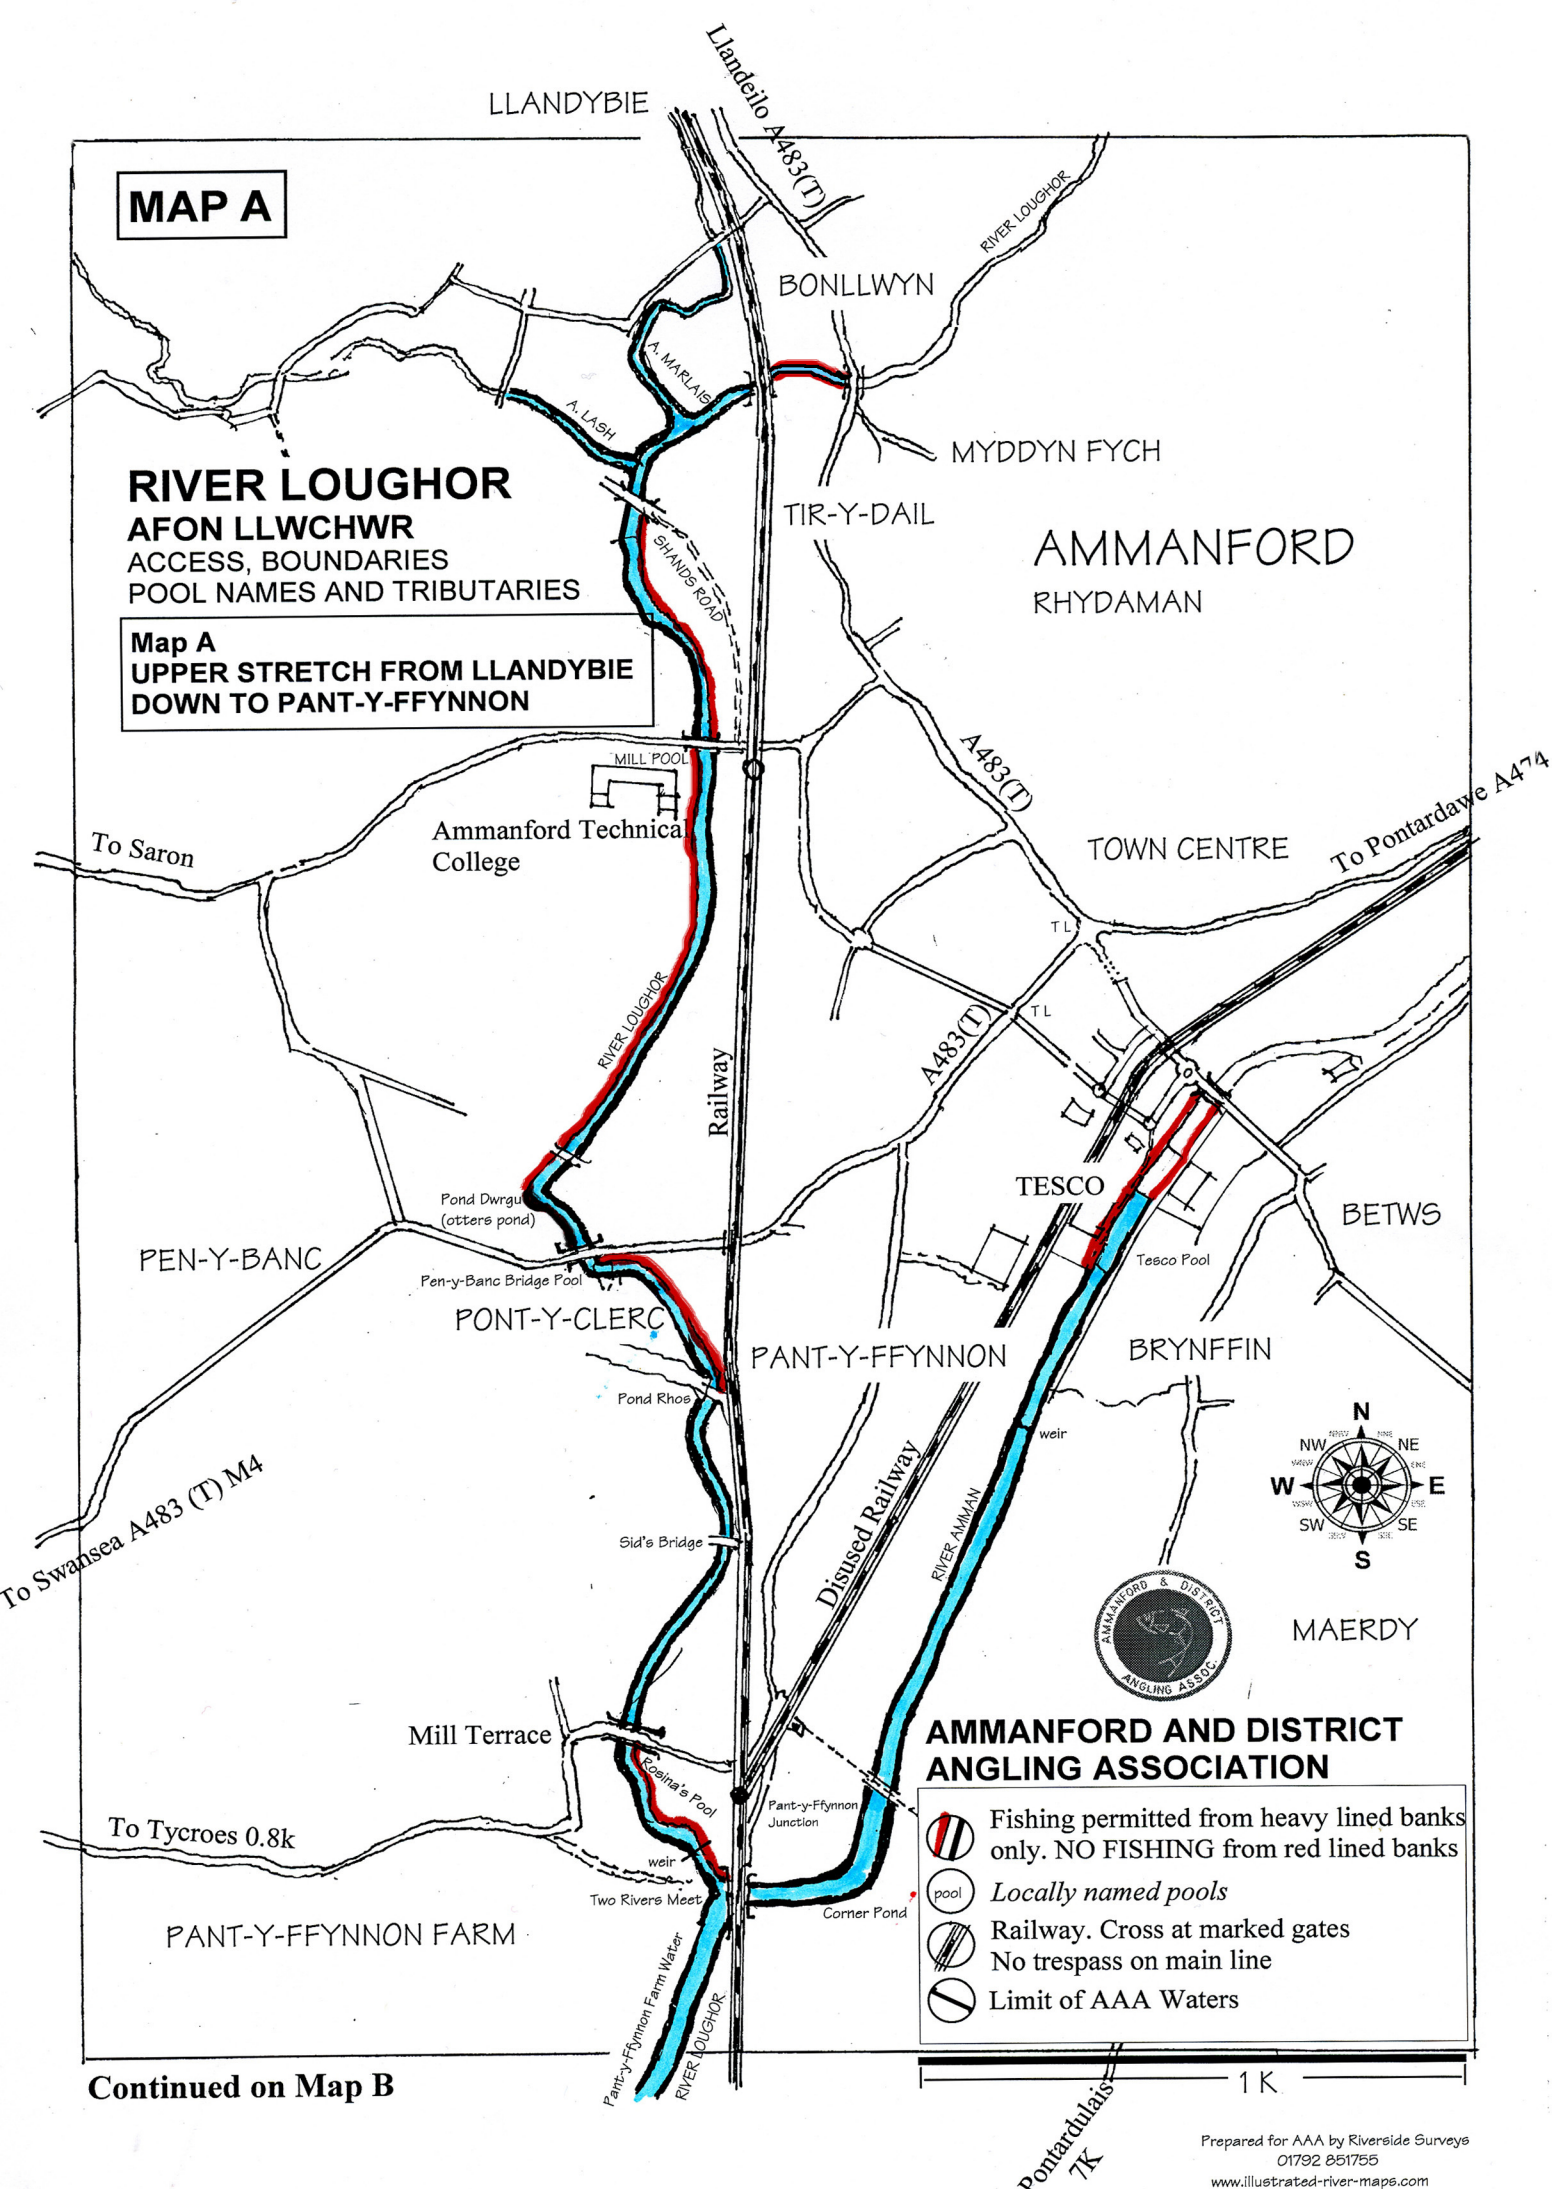 LLANDYBIE
Llandeilo A483(T)
MAP A
RIVER LOUGHOR
BONLLWYN
A. MARLAIS
A. LASH
MYDDYN FYCH
RIVER LOUGHOR
AFON LLWCHWR
ACCESS, BOUNDARIES
POOL NAMES AND TRIBUTARIES
TIR-Y-DAIL
AMMANFORD
RHYDAMAN
SHANDS ROAD
Map A
UPPER STRETCH FROM LLANDYBIE
DOWN TO PANT-Y-FFYNNON
MILL POOL
A483(T)
To Pontardawe A474
Ammanford Technical
College
To Saron
TOWN CENTRE
TL
TL
RIVER LOUGHOR
A483(T)
Railway
TESCO
Pond Dwrgu
(otters pond)
BETWS
PEN-Y-BANC
Tesco Pool
Pen-y-Banc Bridge Pool
PONT-Y-CLERC
PANT-Y-FFYNNON
BRYNFFIN
Pond Rhos
weir
N
NNW
NNE
NW
NE
WNW
ENE
W
E
WSW
ESE
SW
SE
SSW
SSE
S
To Swansea A483 (T) M4
Disused Railway
RIVER AMMAN
Sid's Bridge
AMMANFORD & DISTRICT
ANGLING ASSOC.
MAERDY
Mill Terrace
Rosina's Pool
AMMANFORD AND DISTRICT
ANGLING ASSOCIATION
Pant-y-Ffynnon
Junction
To Tycroes 0.8k
weir
Two Rivers Meet
Corner Pond
Fishing permitted from heavy lined banks
only. NO FISHING from red lined banks
pool
Locally named pools
Railway. Cross at marked gates
No trespass on main line
Limit of AAA Waters
PANT-Y-FFYNNON FARM
Pant-y-Ffynnon Farm Water
RIVER LOUGHOR
Continued on Map B
1 K
Pontardulais
7K
Prepared for AAA by Riverside Surveys
01792 851755
www.illustrated-river-maps.com